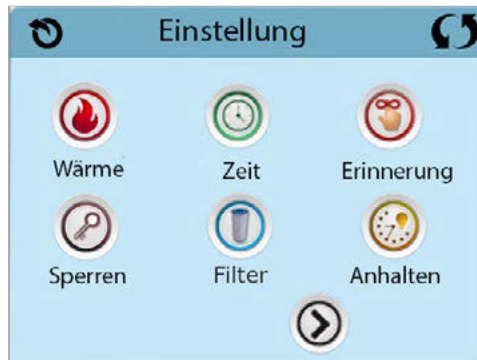 Einstellung
Wärme Zeit Erinnerung
Sperren Filter Anhalten